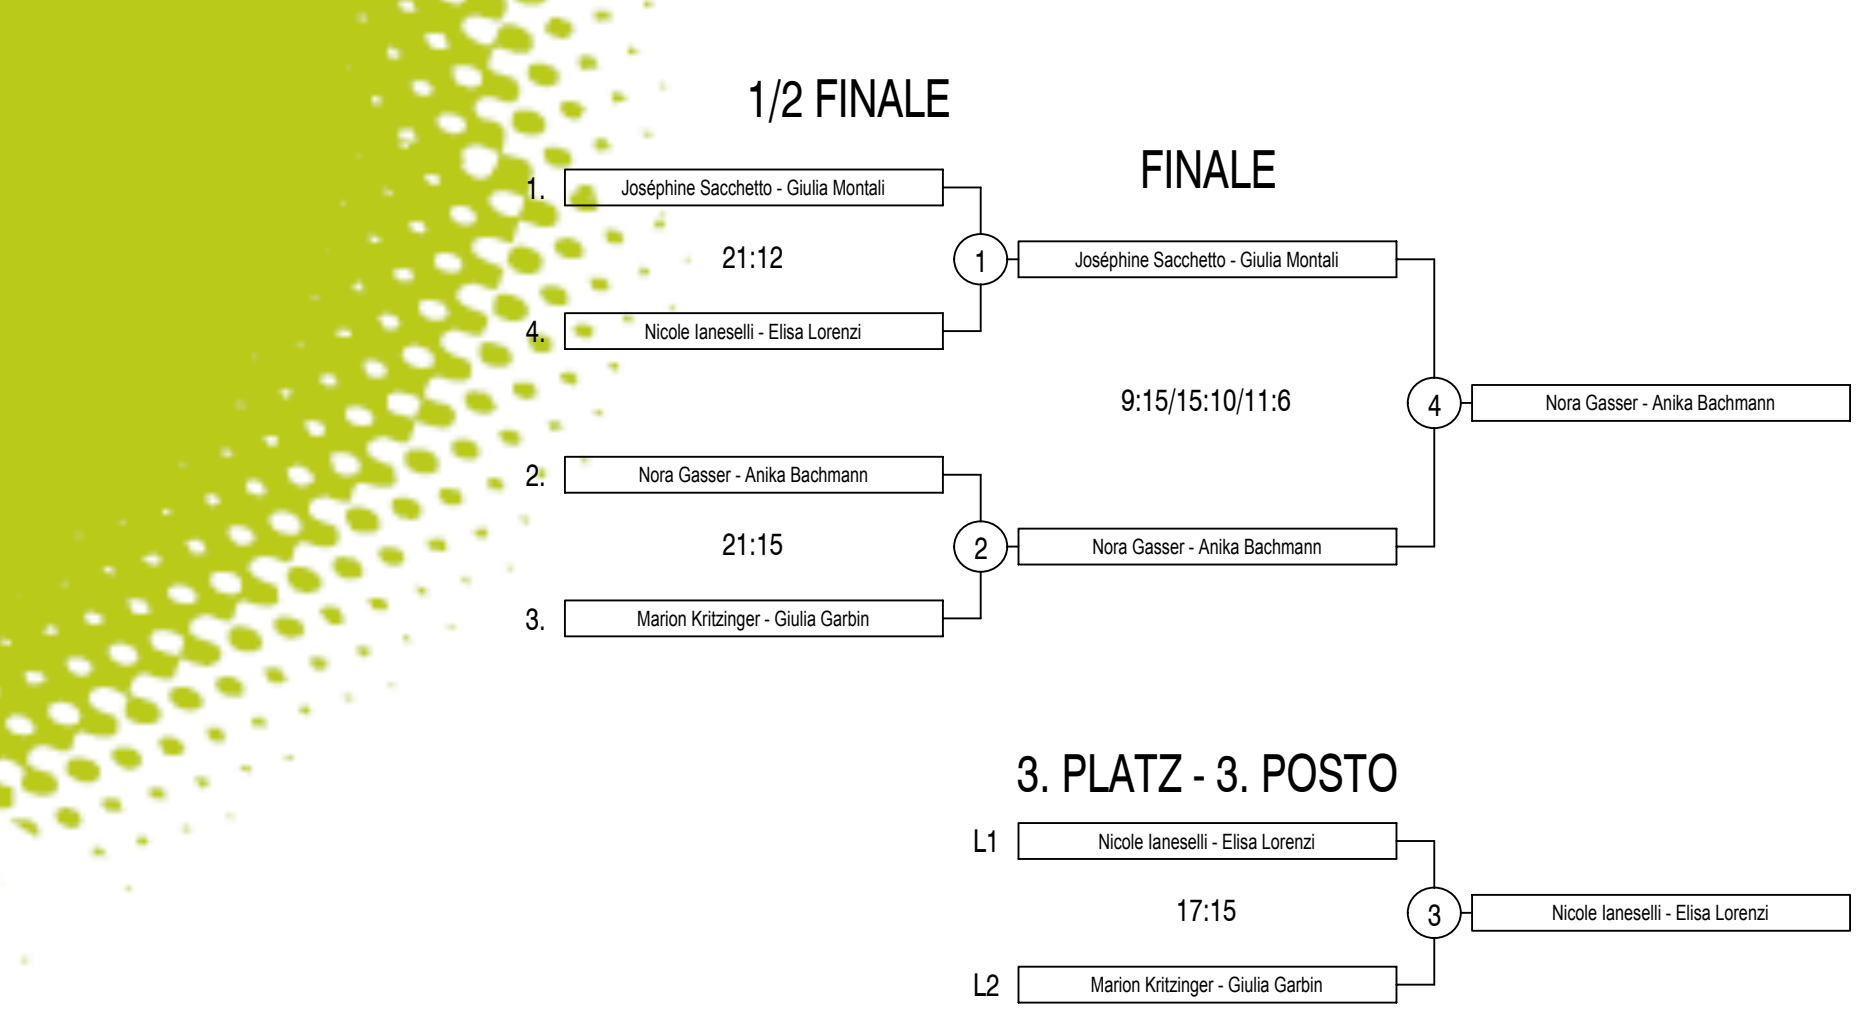 1/2 FINALE
FINALE
1. Joséphine Sacchetto - Giulia Montali
21:12
1
Joséphine Sacchetto - Giulia Montali
4. Nicole Ianeselli - Elisa Lorenzi
9:15/15:10/11:6
4
Nora Gasser - Anika Bachmann
2. Nora Gasser - Anika Bachmann
21:15
2
Nora Gasser - Anika Bachmann
3. Marion Kritzinger - Giulia Garbin
3. PLATZ - 3. POSTO
L1 Nicole Ianeselli - Elisa Lorenzi
17:15
3
Nicole Ianeselli - Elisa Lorenzi
L2 Marion Kritzinger - Giulia Garbin